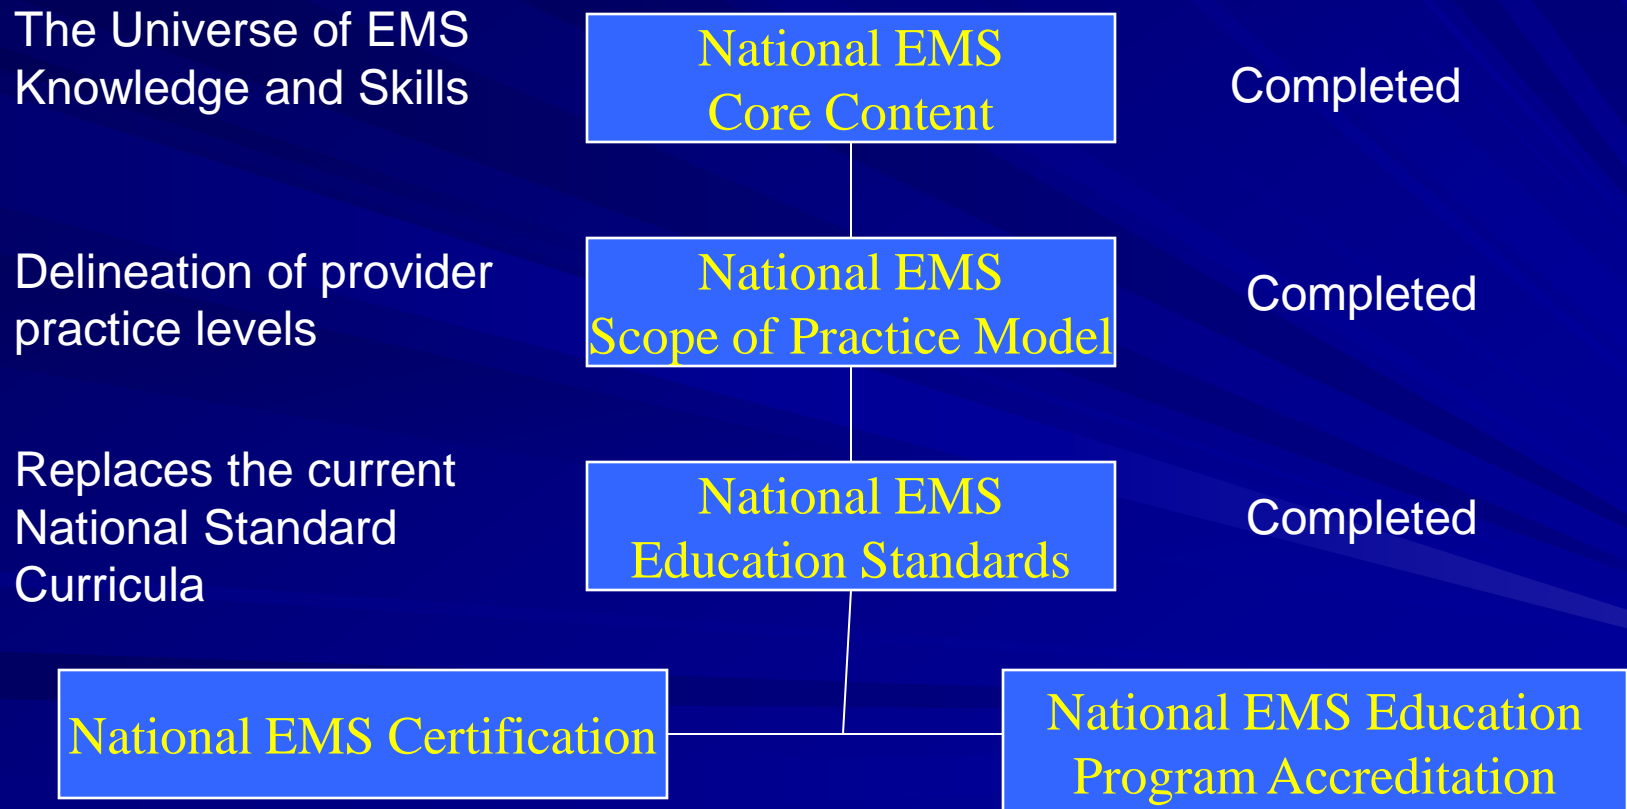 The Universe of EMS
Knowledge and Skills
National EMS
Core Content
Completed
Delineation of provider
practice levels
National EMS
Scope of Practice Model
Completed
Replaces the current
National Standard
Curricula
National EMS
Education Standards
Completed
National EMS Certification
National EMS Education
Program Accreditation